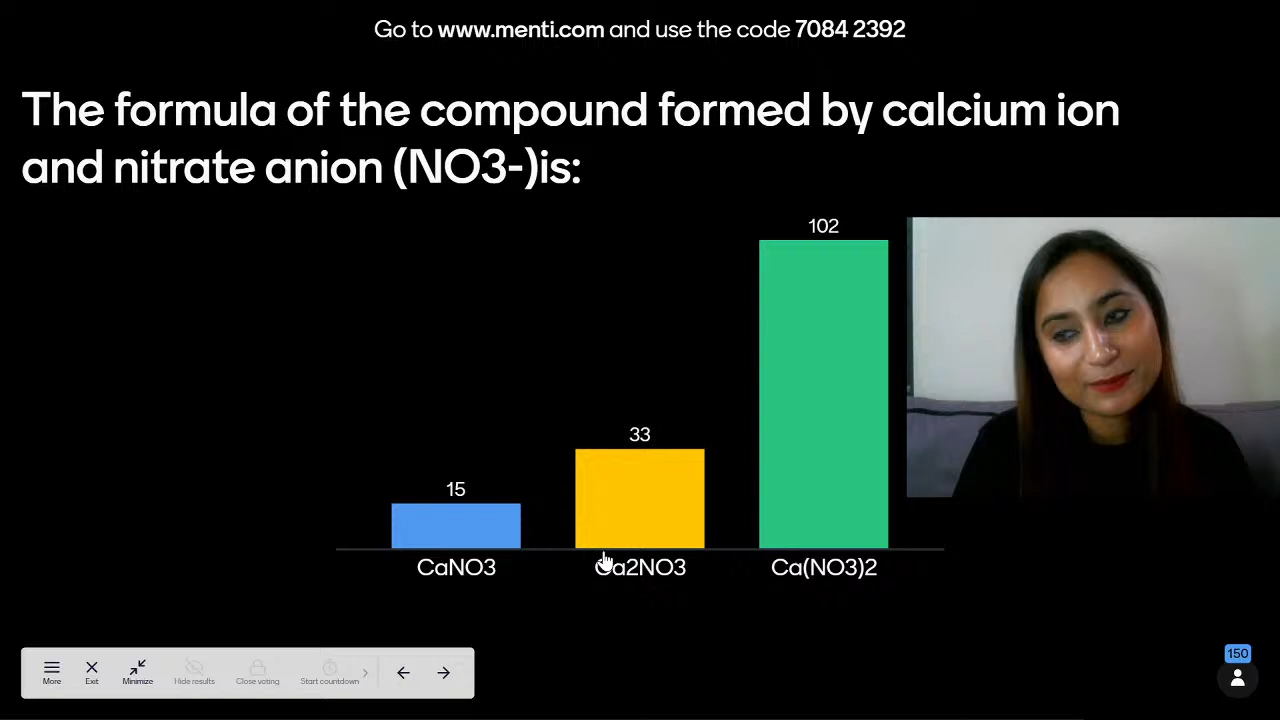 Go to www.menti.com and use the code 7084 2392
The formula of the compound formed by calcium ion
and nitrate anion (NO3-)is:
102
33
15
CaNO3
Ca2NO3
Ca(NO3)2
More
Exit
Minimize
Hide results
Close voting
Start countdown
150